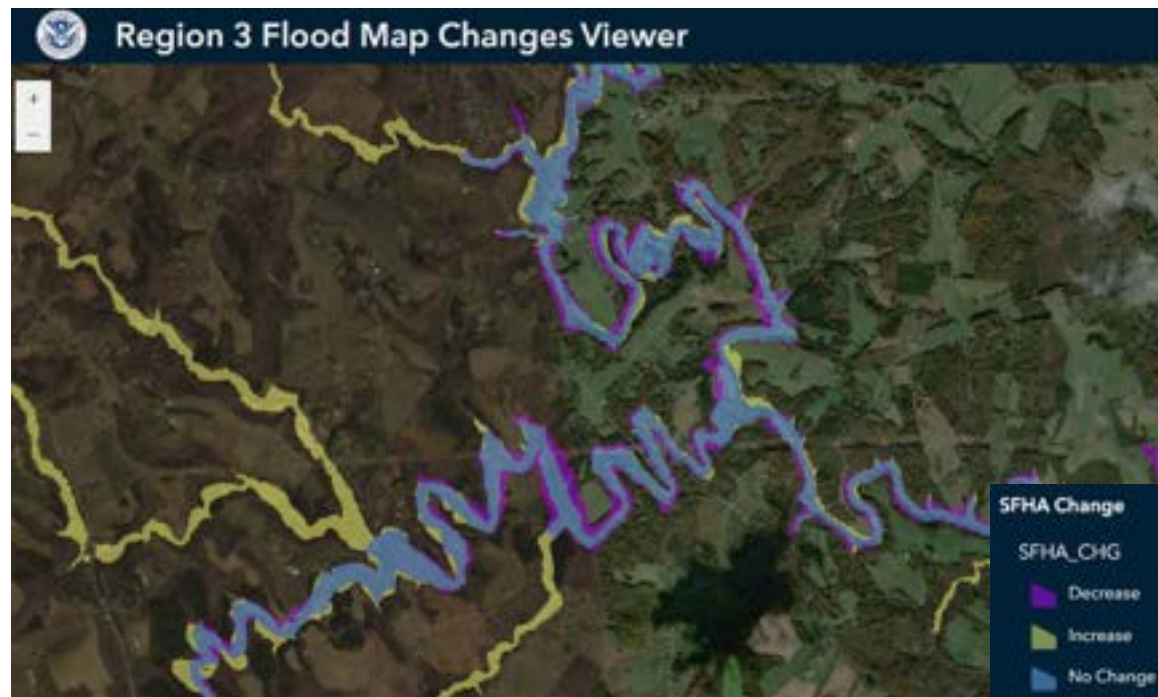 Region 3 Flood Map Changes Viewer
+
−
SFHA Change
SFHA_CHG
Decrease
Increase
No Change